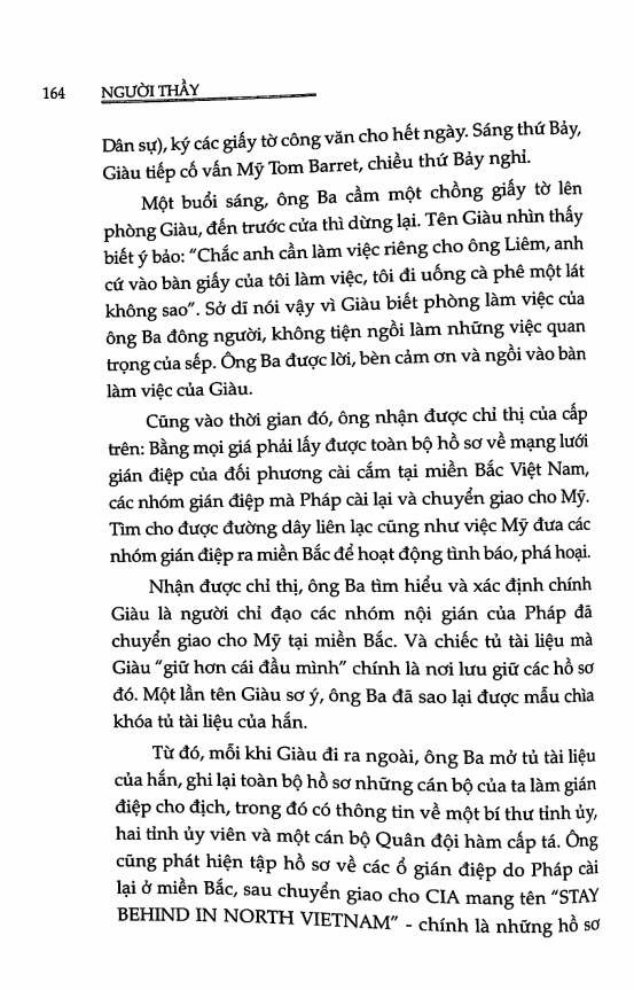 164 NGƯỜI THẦY
Dân sự), ký các giấy tờ công văn cho hết ngày. Sáng thứ Bảy,
Giàu tiếp cố vấn Mỹ Tom Barret, chiều thứ Bảy nghỉ.
Một buổi sáng, ông Ba cầm một chồng giấy tờ lên
phòng Giàu, đến trước cửa thì dừng lại. Tên Giàu nhìn thấy
biết ý bảo: "Chắc anh cần làm việc riêng cho ông Liêm, anh
cứ vào bàn giấy của tôi làm việc, tôi đi uống cà phê một lát
không sao". Sở dĩ nói vậy vì Giàu biết phòng làm việc của
ông Ba đông người, không tiện ngồi làm những việc quan
trọng của sếp. Ông Ba được lời, bèn cảm ơn và ngồi vào bàn
làm việc của Giàu.
Cũng vào thời gian đó, ông nhận được chỉ thị của cấp
trên: Bằng mọi giá phải lấy được toàn bộ hồ sơ về mạng lưới
gián điệp của đối phương cài cắm tại miền Bắc Việt Nam,
các nhóm gián điệp mà Pháp cài lại và chuyển giao cho Mỹ.
Tìm cho được đường dây liên lạc cũng như việc Mỹ đưa các
nhóm gián điệp ra miền Bắc để hoạt động tình báo, phá hoại.
Nhận được chỉ thị, ông Ba tìm hiểu và xác định chính
Giàu là người chỉ đạo các nhóm nội gián của Pháp đã
chuyển giao cho Mỹ tại miền Bắc. Và chiếc tủ tài liệu mà
Giàu "giữ hơn cái đầu mình" chính là nơi lưu giữ các hồ sơ
đó. Một lần tên Giàu sơ ý, ông Ba đã sao lại được mẫu chìa
khóa tủ tài liệu của hắn.
Từ đó, mỗi khi Giàu đi ra ngoài, ông Ba mở tủ tài liệu
của hắn, ghi lại toàn bộ hồ sơ những cán bộ của ta làm gián
điệp cho địch, trong đó có thông tin về một bí thư tỉnh ủy,
hai tỉnh ủy viên và một cán bộ Quân đội hàm cấp tá. Ông
cũng phát hiện tập hồ sơ về các ổ gián điệp do Pháp cài
lại ở miền Bắc, sau chuyển giao cho CIA mang tên "STAY
BEHIND IN NORTH VIETNAM" - chính là những hồ sơ